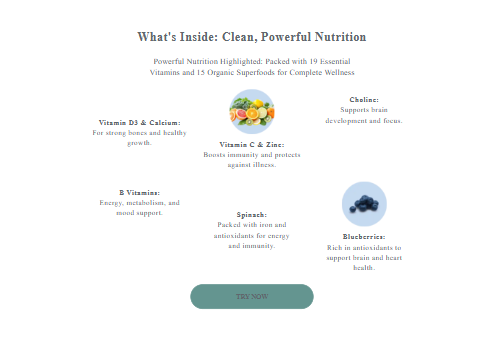 What's Inside: Clean, Powerful Nutrition
Powerful Nutrition Highlighted: Packed with 19 Essential
Vitamins and 15 Organic Superfoods for Complete Wellness
Vitamin D3 & Calcium:
For strong bones and healthy
growth.
Vitamin C & Zinc:
Boosts immunity and protects
against illness.
Choline:
Supports brain
development and focus.
B Vitamins:
Energy, metabolism, and
mood support.
Spinach:
Packed with iron and
antioxidants for energy
and immunity.
Blueberries:
Rich in antioxidants to
support brain and heart
health.
TRY NOW